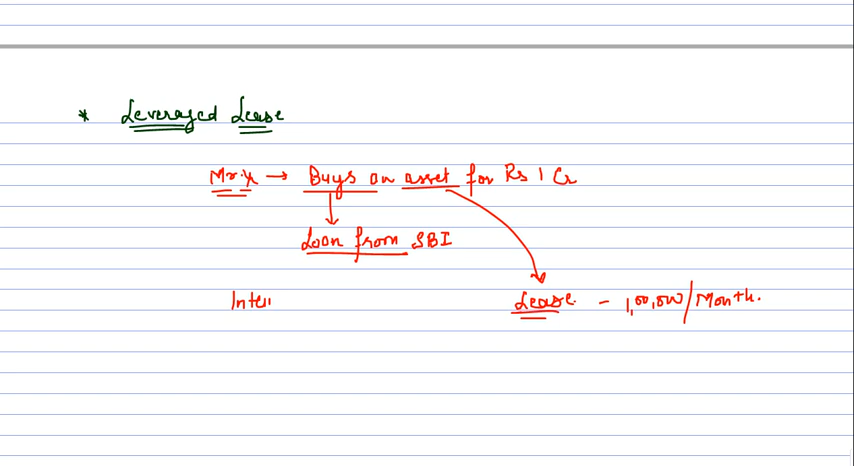 * Leveraged Lease
Mr. X → Buys an asset for Rs 1 Cr
Loan from SBI
Inter
Lease. - 1,00,000/Month.